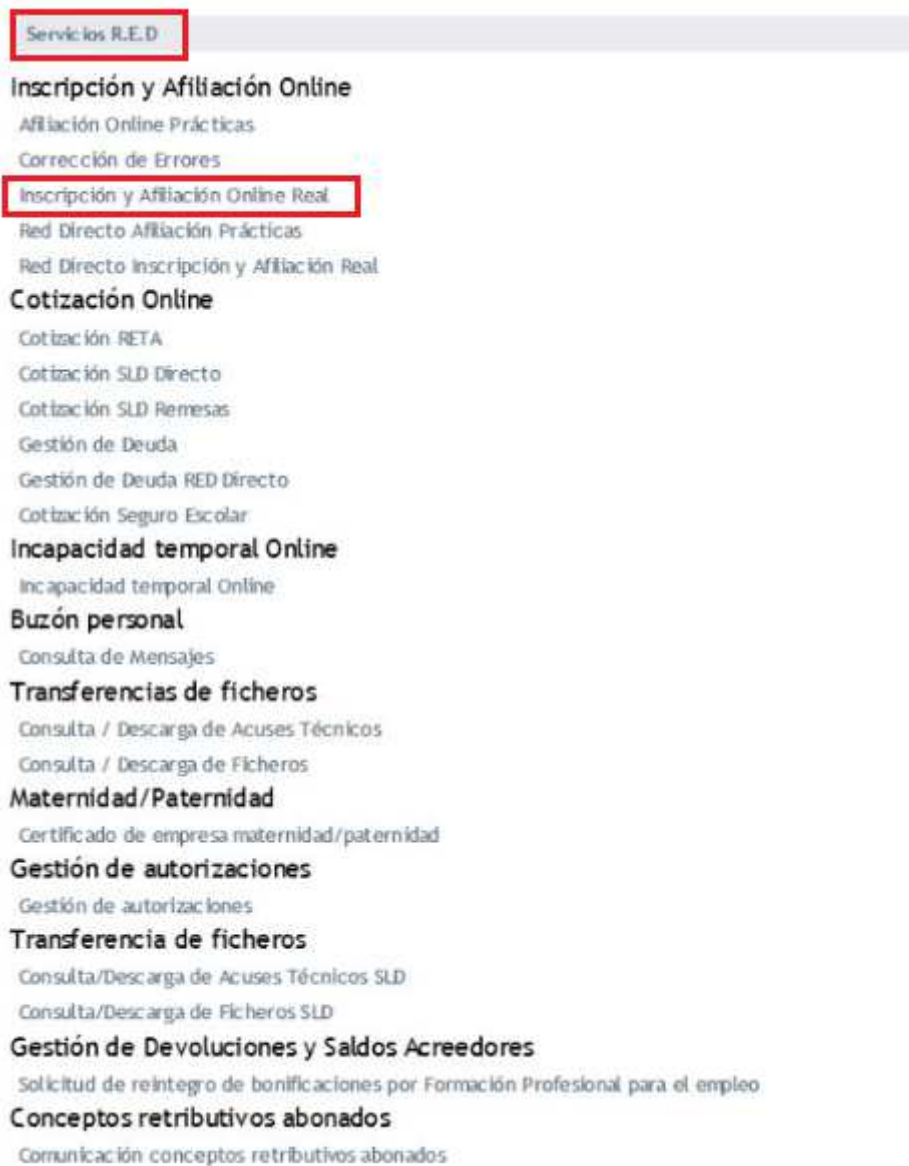 Servicios R.E.D
Inscripción y Afiliación Online
Afiliación Online Prácticas
Corrección de Errores
Inscripción y Afiliación Online Real
Red Directo Afiliación Prácticas
Red Directo Inscripción y Afiliación Real
Cotización Online
Cotización RETA
Cotización SLD Directo
Cotización SLD Remesas
Gestión de Deuda
Gestión de Deuda RED Directo
Cotización Seguro Escolar
Incapacidad temporal Online
Incapacidad temporal Online
Buzón personal
Consulta de Mensajes
Transferencias de ficheros
Consulta / Descarga de Acuses Técnicos
Consulta / Descarga de Ficheros
Maternidad/Paternidad
Certificado de empresa maternidad/paternidad
Gestión de autorizaciones
Gestión de autorizaciones
Transferencia de ficheros
Consulta/Descarga de Acuses Técnicos SLD
Consulta/Descarga de Ficheros SLD
Gestión de Devoluciones y Saldos Acreedores
Solicitud de reintegro de bonificaciones por Formación Profesional para el empleo
Conceptos retributivos abonados
Comunicación conceptos retributivos abonados